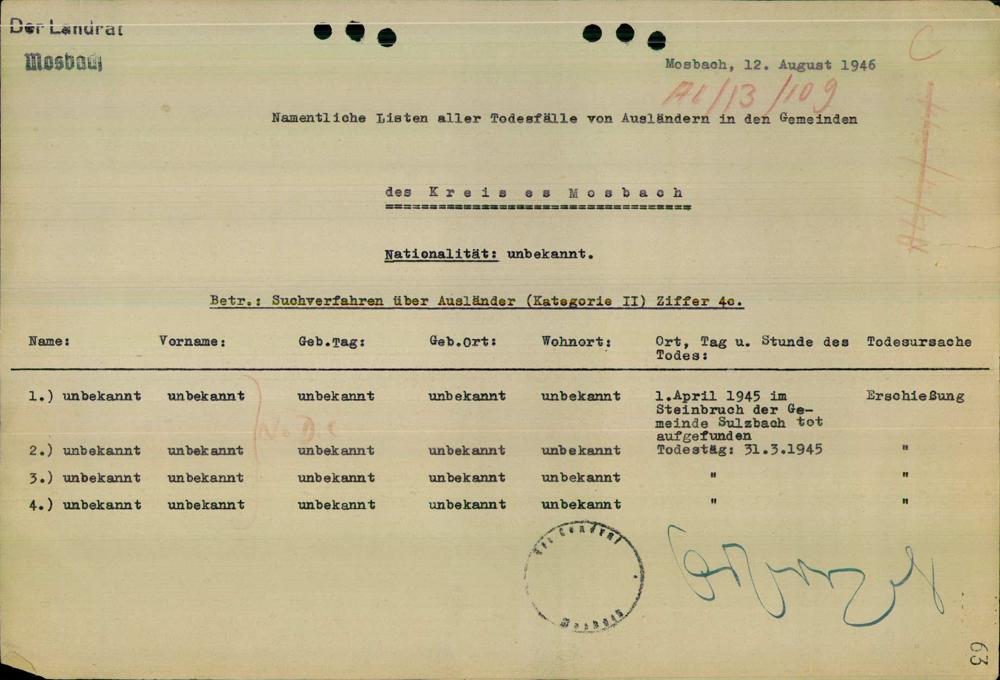 Der Landrat
Mosbach
Mosbach, 12. August 1946
C
AL/13/109
Namentliche Listen aller Todesfälle von Ausländern in den Gemeinden
des Kreises Mosbach
Nationalität: unbekannt.
Betr.: Suchverfahren über Ausländer (Kategorie II) Ziffer 4c.
Name: Vorname: Geb.Tag: Geb.Ort: Wohnort: Ort, Tag u. Stunde des Todesursache
Todes:
1.) unbekannt unbekannt unbekannt unbekannt unbekannt 1.April 1945 im Erschießung
Steinbruch der Ge-
meinde Sulzbach tot
aufgefunden
2.) unbekannt unbekannt unbekannt unbekannt unbekannt Todestag: 31.3.1945 "
3.) unbekannt unbekannt unbekannt unbekannt unbekannt " "
4.) unbekannt unbekannt unbekannt unbekannt unbekannt " "
Der Landrat
Mosbach
63